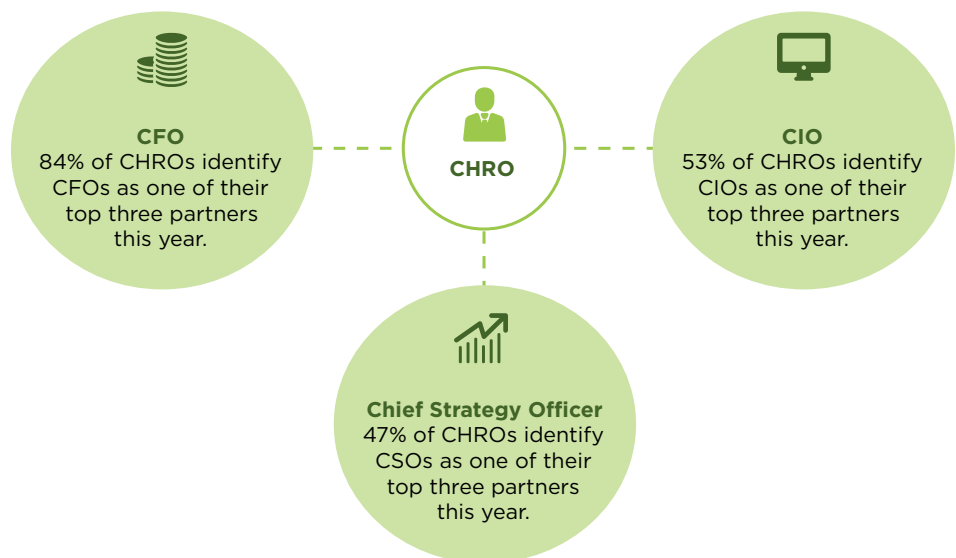 CFO
84% of CHROs identify
CFOs as one of their
top three partners
this year.
CHRO
CIO
53% of CHROs identify
CIOs as one of their
top three partners
this year.
Chief Strategy Officer
47% of CHROs identify
CSOs as one of their
top three partners
this year.